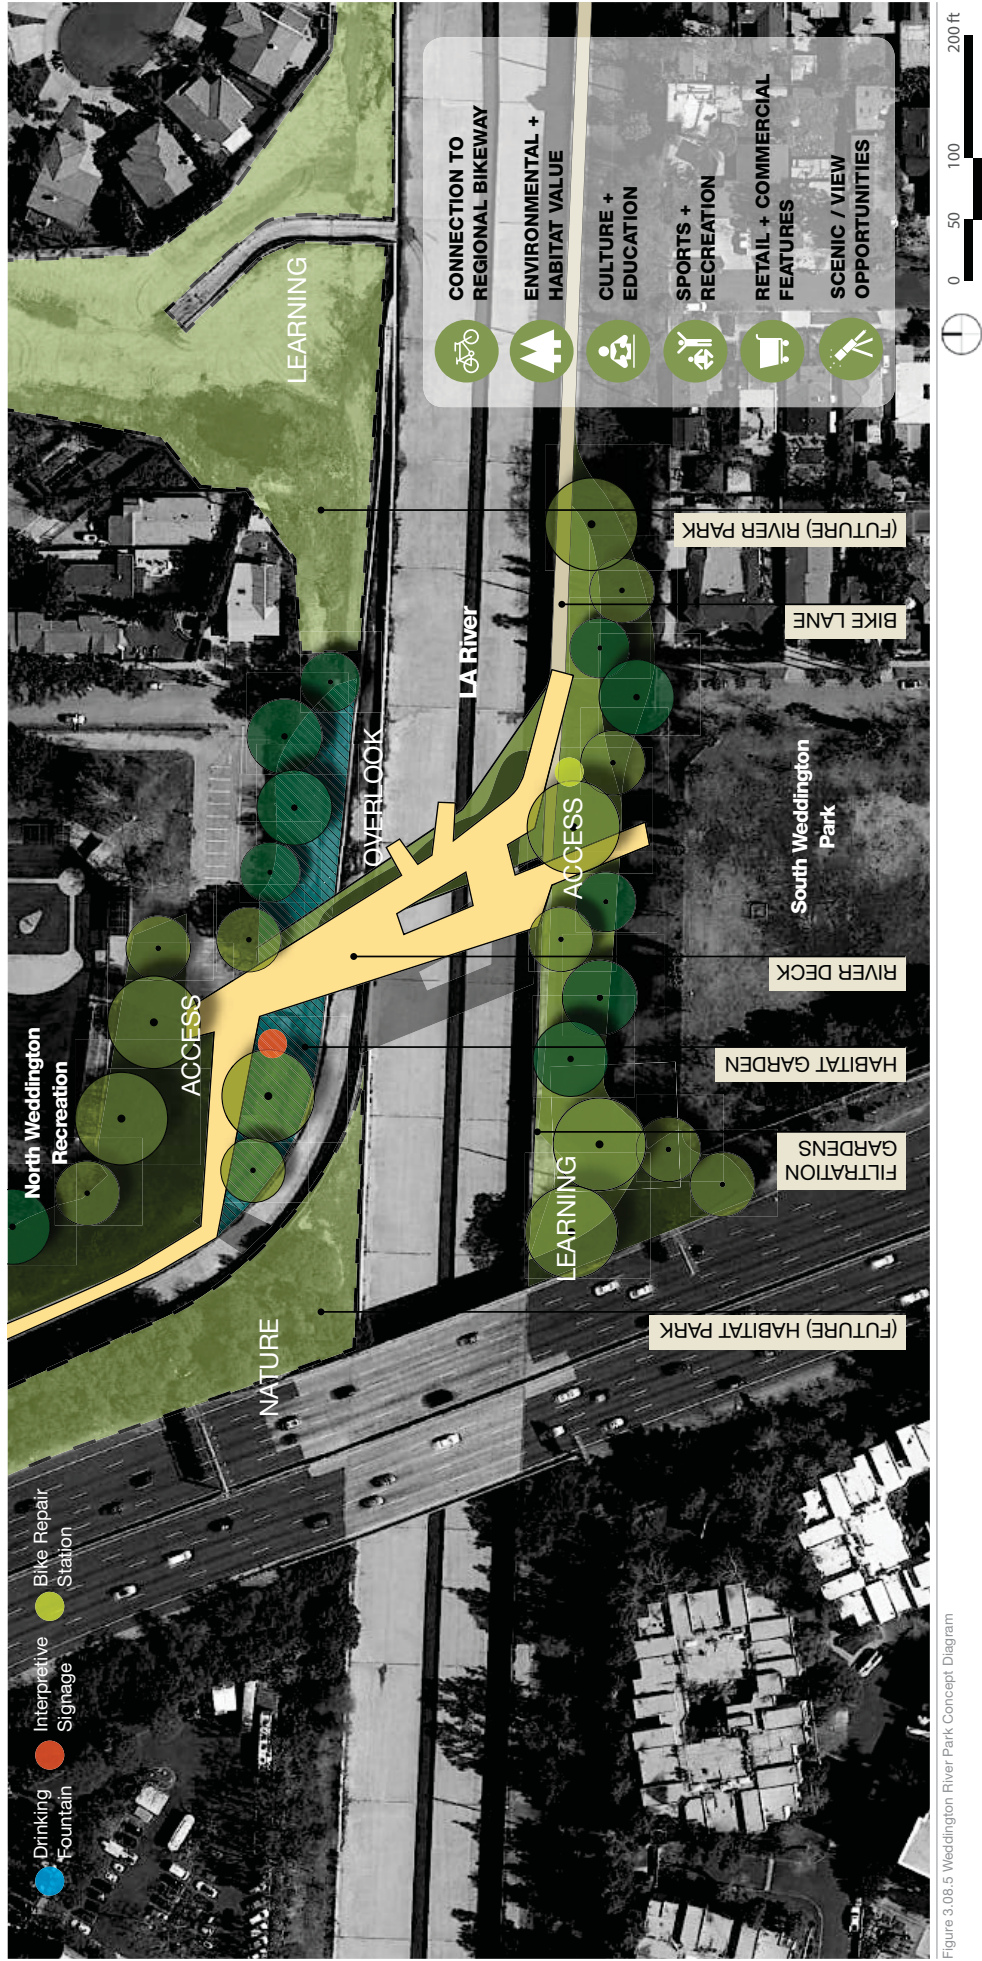 Drinking
Fountain
Interpretive
Signage
Bike Repair
Station
North Weddington
Recreation
NATURE
ACCESS
OVERLOOK
LEARNING
LA River
LEARNING
ACCESS
South Weddington
Park
CONNECTION TO
REGIONAL BIKEWAY
ENVIRONMENTAL +
HABITAT VALUE
CULTURE +
EDUCATION
SPORTS +
RECREATION
RETAIL + COMMERCIAL
FEATURES
SCENIC / VIEW
OPPORTUNITIES
(FUTURE) HABITAT PARK
FILTRATION
GARDENS
HABITAT GARDEN
RIVER DECK
BIKE LANE
(FUTURE) RIVER PARK
Figure 3.08.5 Weddington River Park Concept Diagram
0 50 100 200 ft